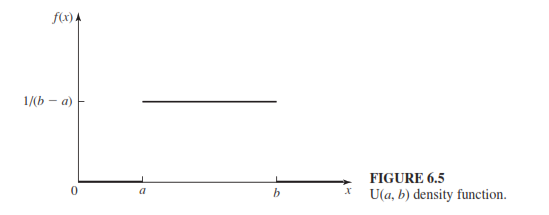 f(x)
1/(b − a)
0
a
b
x
FIGURE 6.5
U(a, b) density function.